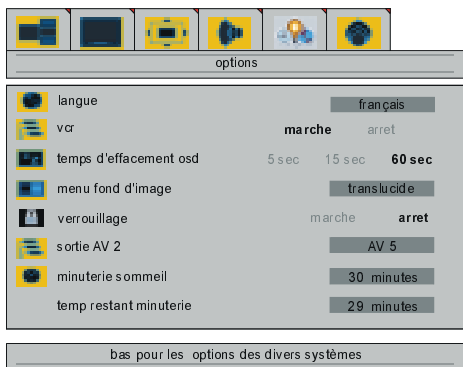 options
langue français
vcr marche arret
temps d'effacement osd 5 sec 15 sec 60 sec
menu fond d'image translucide
verrouillage marche arret
sortie AV 2 AV 5
minuterie sommeil 30 minutes
temp restant minuterie 29 minutes
bas pour les options des divers systèmes